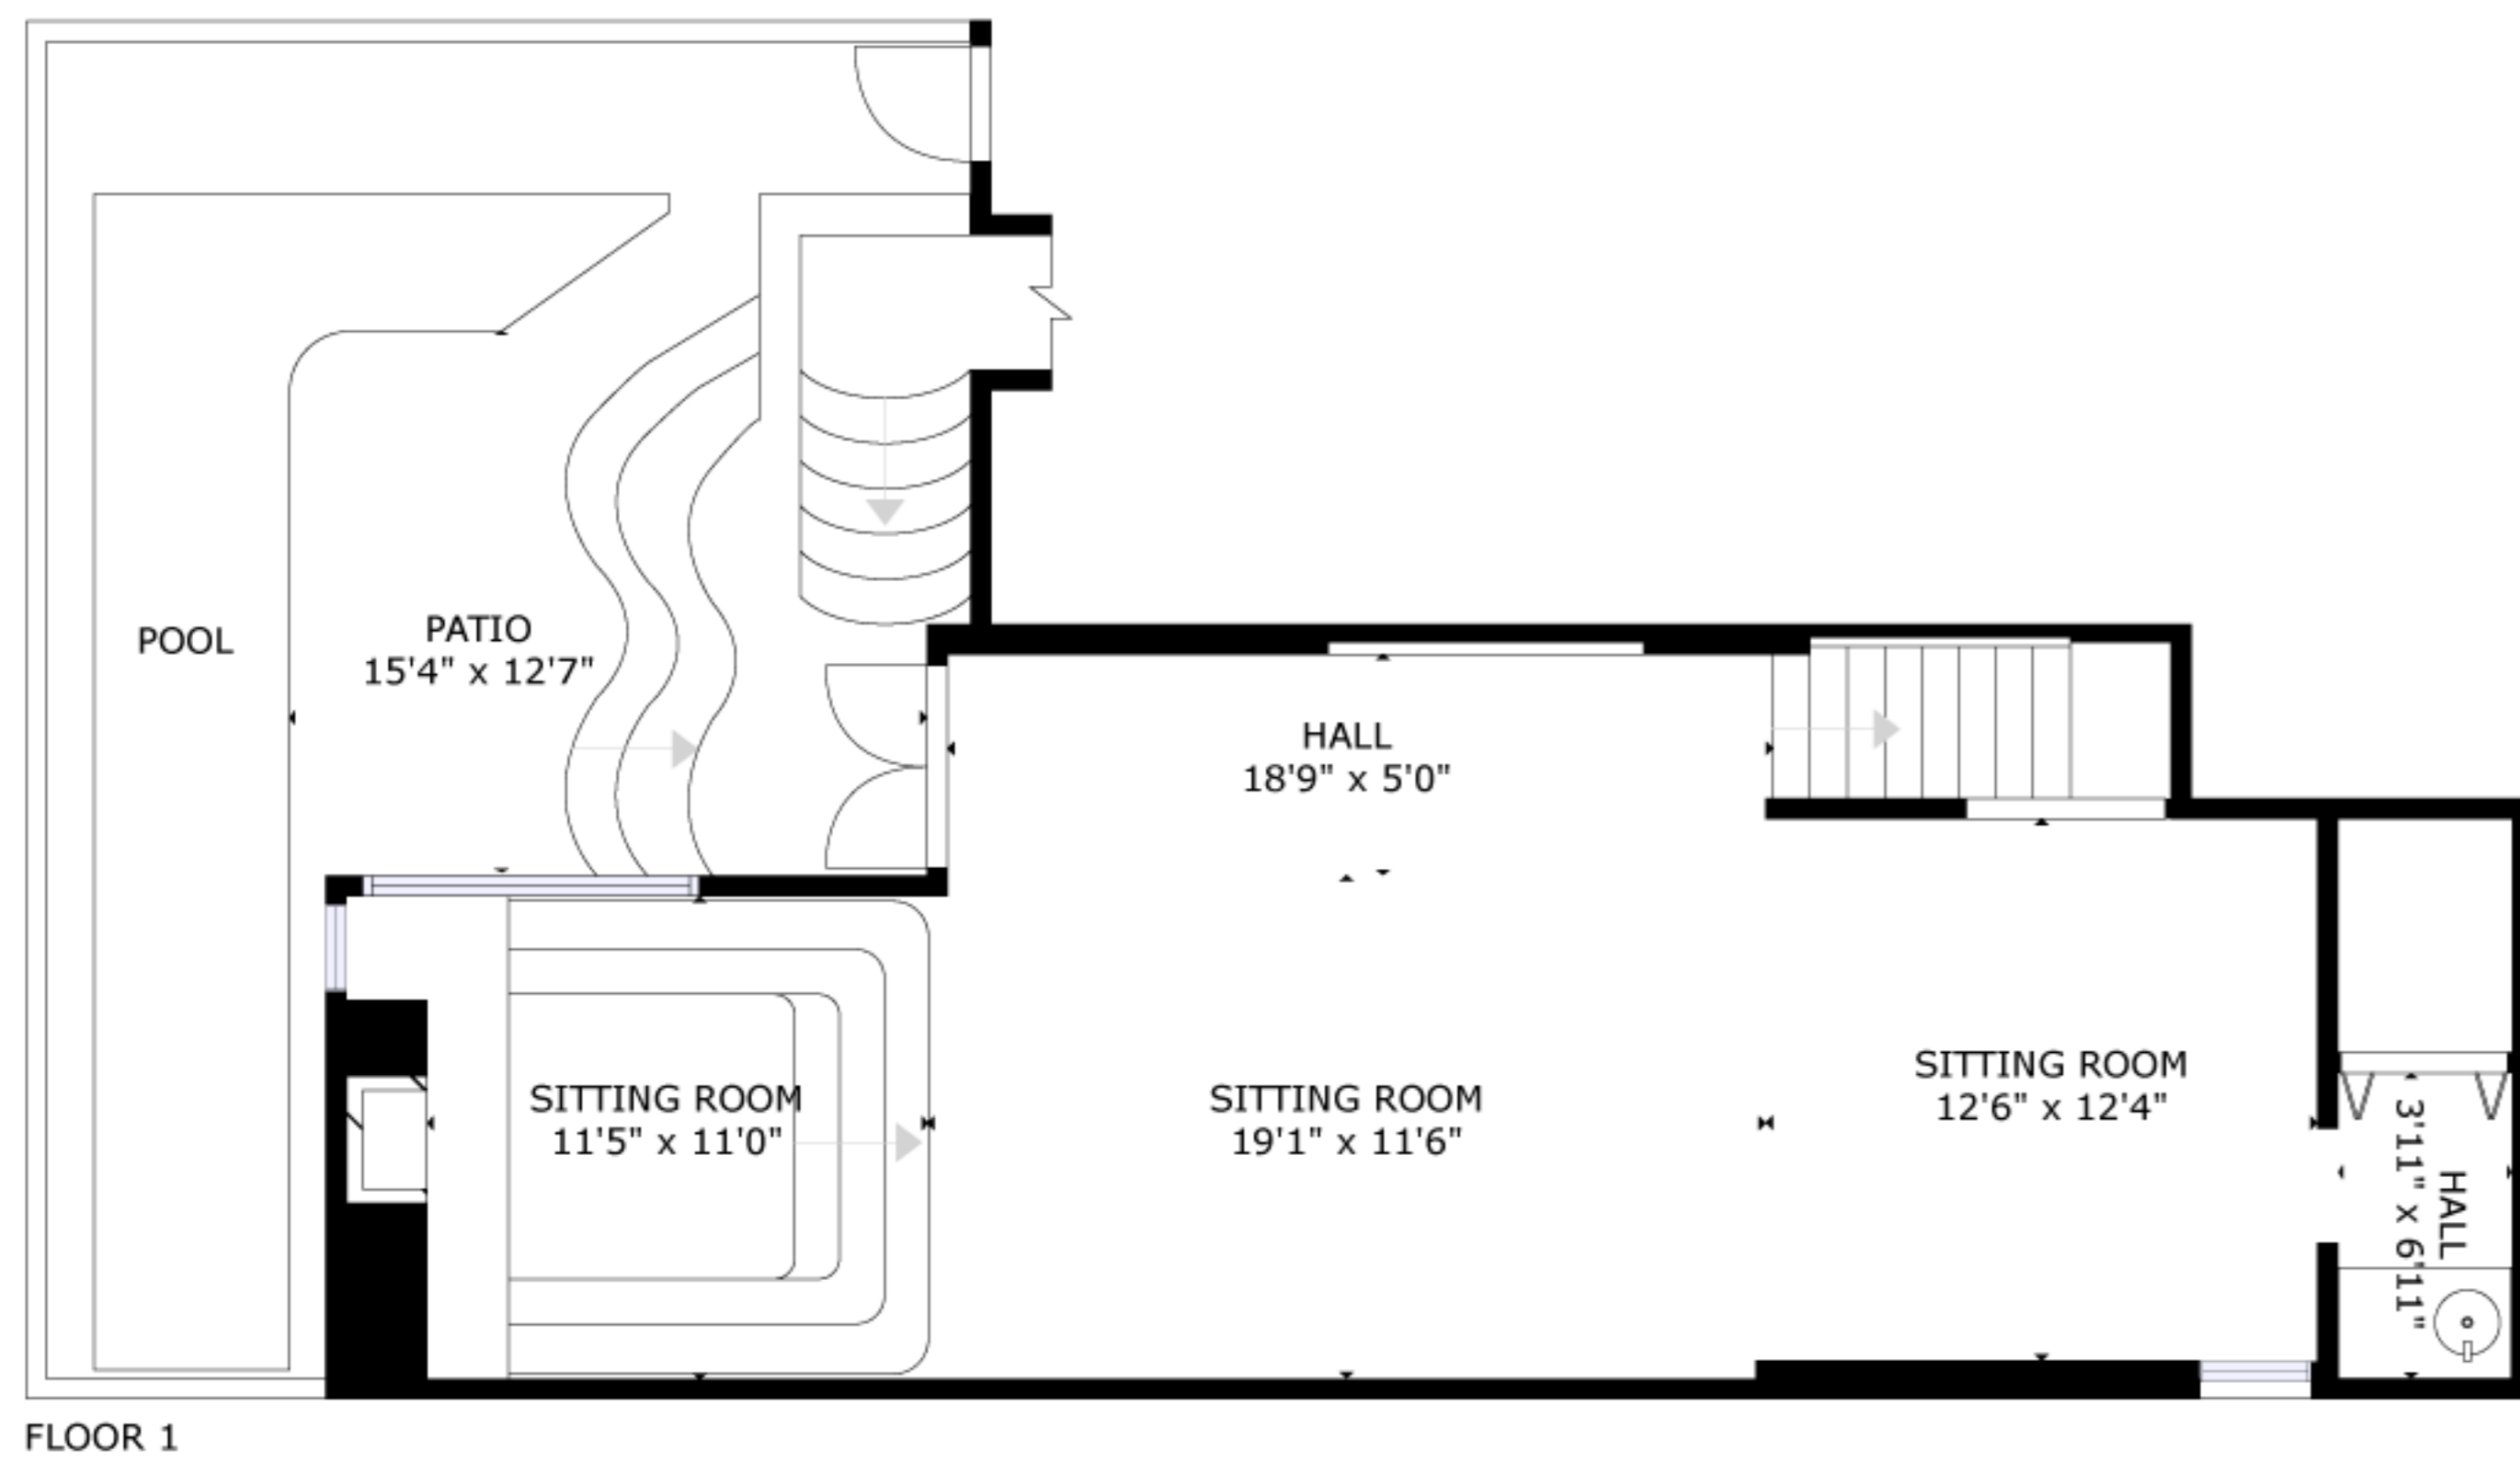 POOL
PATIO
15'4" x 12'7"
HALL
18'9" x 5'0"
SITTING ROOM
11'5" x 11'0"
SITTING ROOM
19'1" x 11'6"
SITTING ROOM
12'6" x 12'4"
HALL
3'11" x 6'11"
FLOOR 1